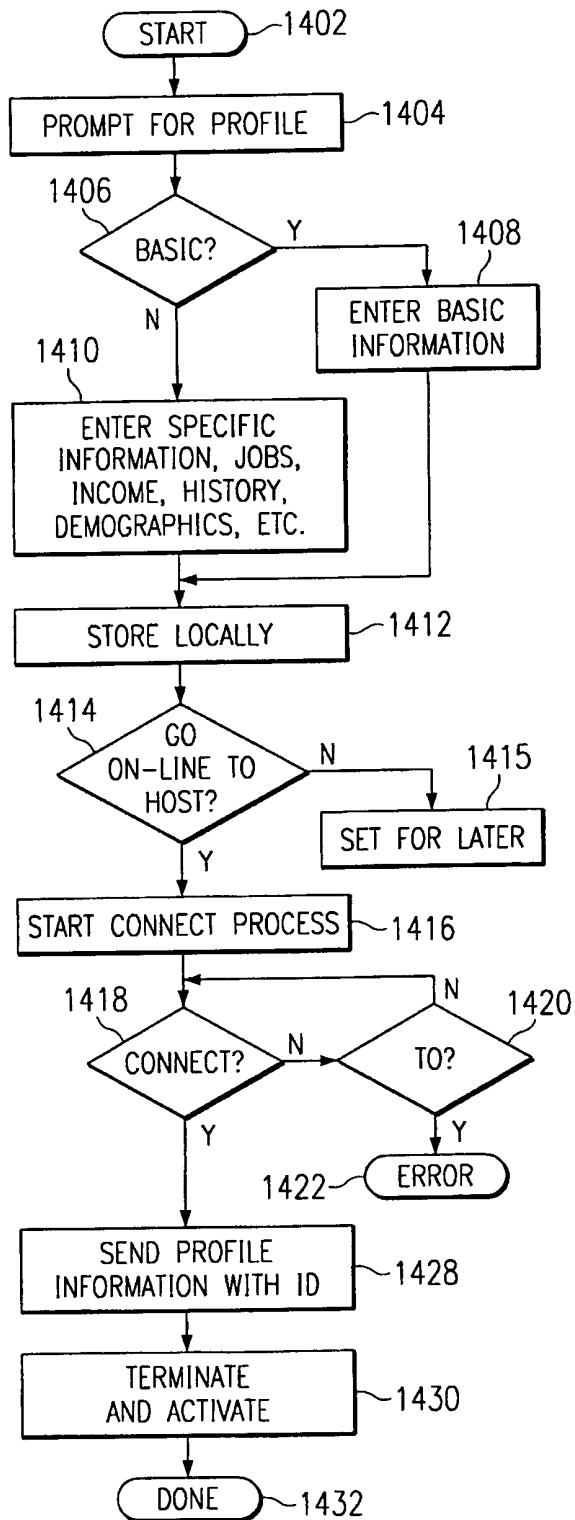 START
1402
PROMPT FOR PROFILE
1404
1406
BASIC?
Y
N
1408
ENTER BASIC
INFORMATION
1410
ENTER SPECIFIC
INFORMATION, JOBS,
INCOME, HISTORY,
DEMOGRAPHICS, ETC.
STORE LOCALLY
1412
1414
GO
ON-LINE TO
HOST?
N
Y
1415
SET FOR LATER
START CONNECT PROCESS
1416
1418
CONNECT?
N
Y
N
1420
TO?
Y
1422
ERROR
SEND PROFILE
INFORMATION WITH ID
1428
TERMINATE
AND ACTIVATE
1430
DONE
1432